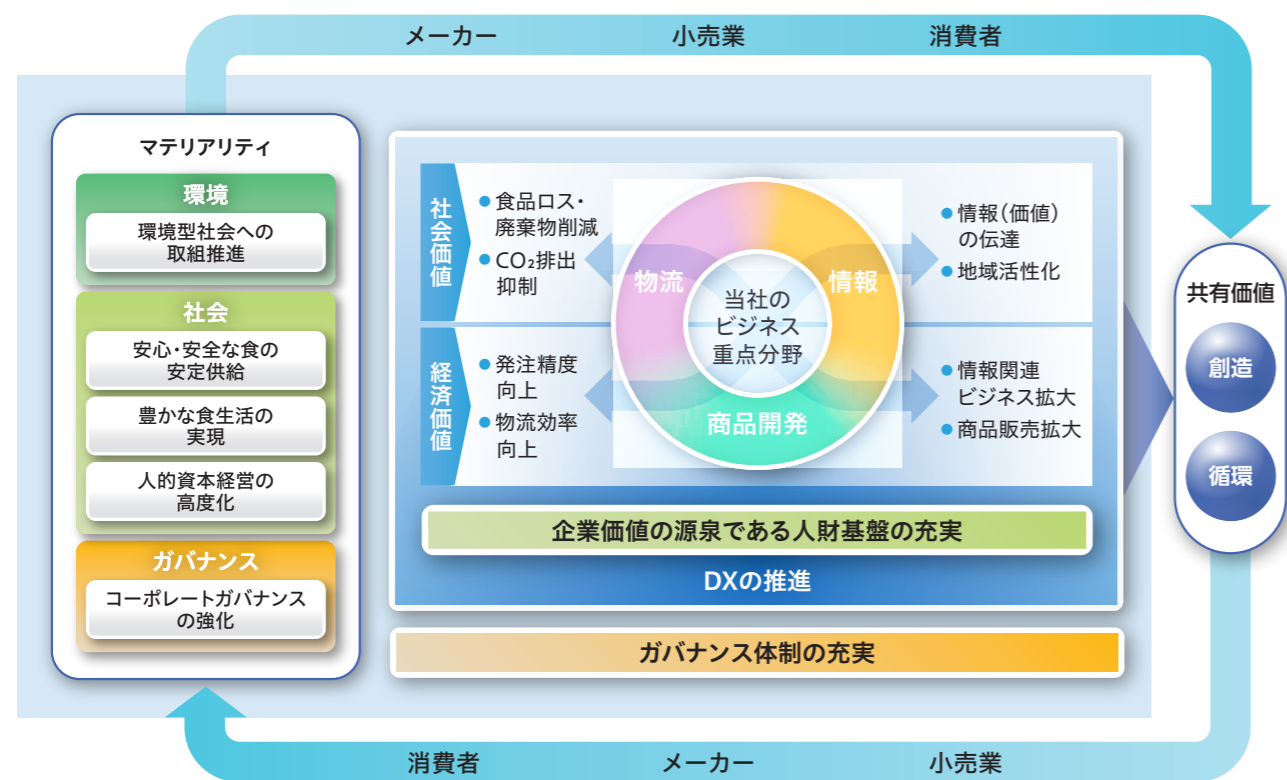 メーカー
小売業
消費者
マテリアリティ
環境
環境型社会への
取組推進
社会
安心・安全な食の
安定供給
豊かな食生活の
実現
人的資本経営の
高度化
ガバナンス
コーポレートガバナンス
の強化
社会価値
●食品ロス・
廃棄物削減
●CO₂排出
抑制
物流
情報
商品開発
当社の
ビジネス
重点分野
●情報(価値)
の伝達
●地域活性化
経済価値
●発注精度
向上
●物流効率
向上
●情報関連
ビジネス拡大
●商品販売拡大
企業価値の源泉である人財基盤の充実
DXの推進
ガバナンス体制の充実
共有価値
創造
循環
消費者
メーカー
小売業